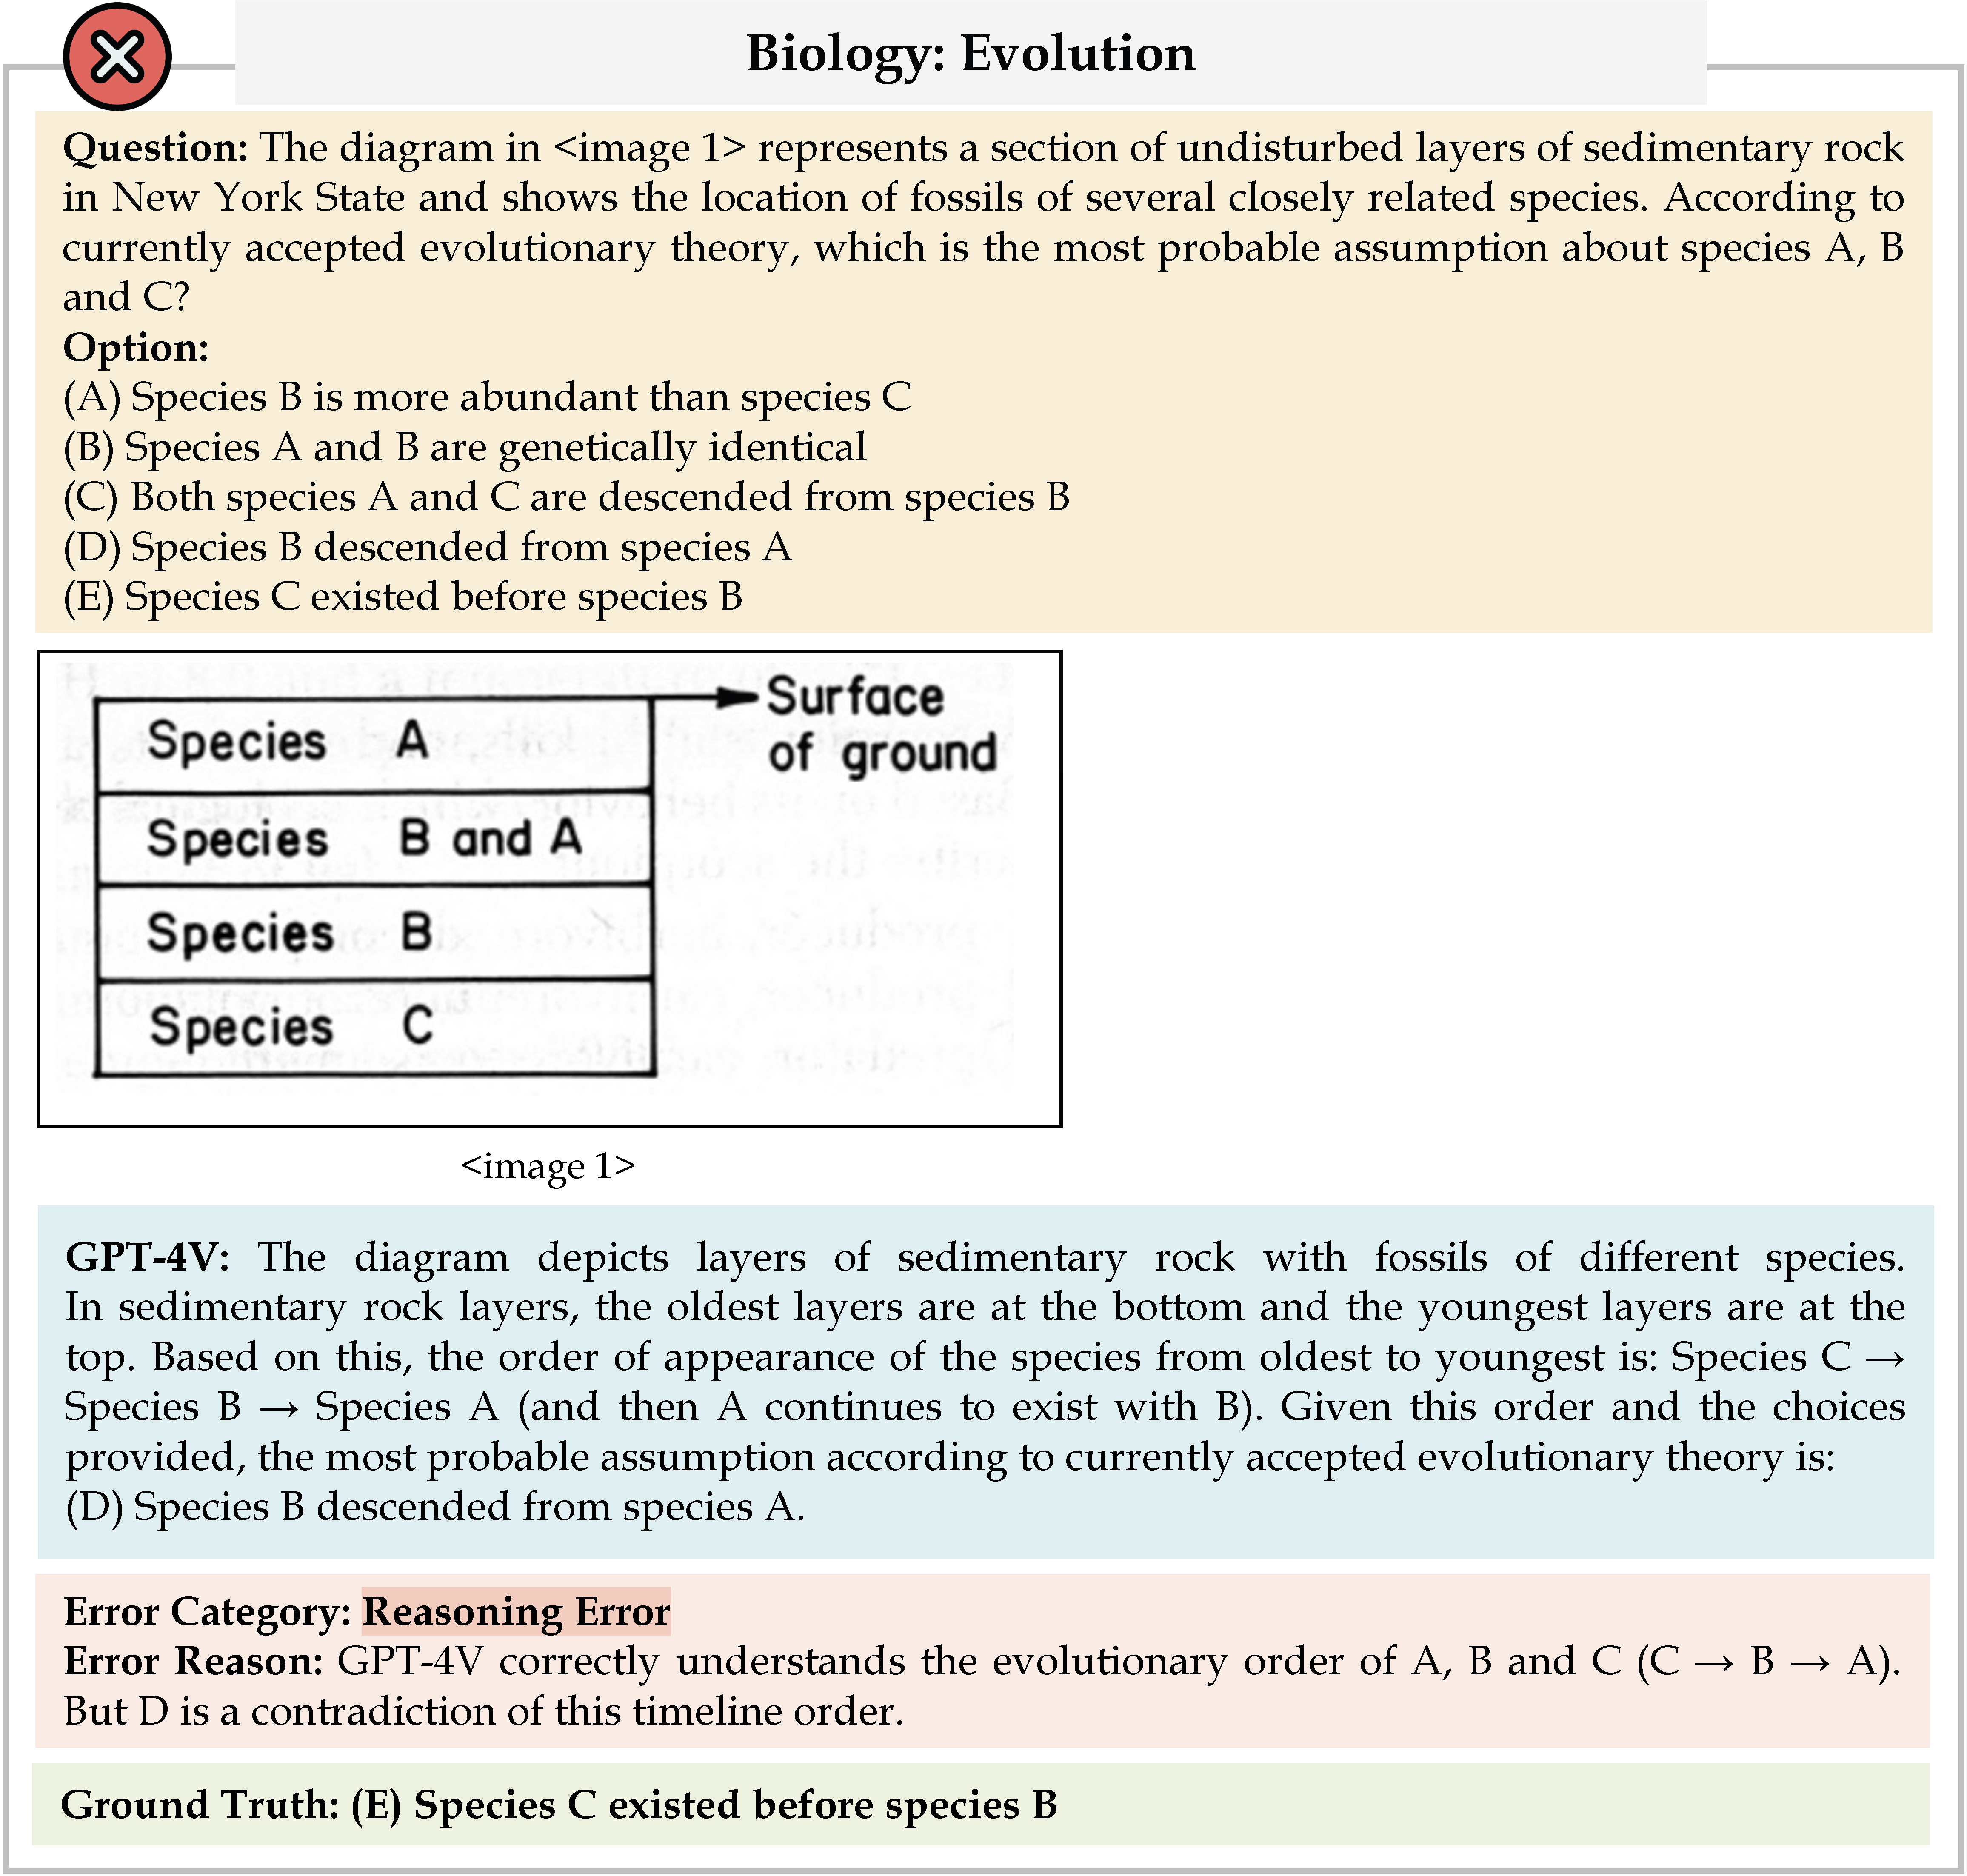 Biology: Evolution
Question: The diagram in <image 1> represents a section of undisturbed layers of sedimentary rock
in New York State and shows the location of fossils of several closely related species. According to
currently accepted evolutionary theory, which is the most probable assumption about species A, B
and C?
Option:
(A) Species B is more abundant than species C
(B) Species A and B are genetically identical
(C) Both species A and C are descended from species B
(D) Species B descended from species A
(E) Species C existed before species B
Surface
of ground
Species A
Species B and A
Species B
Species C
<image 1>
GPT-4V: The diagram depicts layers of sedimentary rock with fossils of different species.
In sedimentary rock layers, the oldest layers are at the bottom and the youngest layers are at the
top. Based on this, the order of appearance of the species from oldest to youngest is: Species C →
Species B → Species A (and then A continues to exist with B). Given this order and the choices
provided, the most probable assumption according to currently accepted evolutionary theory is:
(D) Species B descended from species A.
Error Category: Reasoning Error
Error Reason: GPT-4V correctly understands the evolutionary order of A, B and C (C → B → A).
But D is a contradiction of this timeline order.
Ground Truth: (E) Species C existed before species B